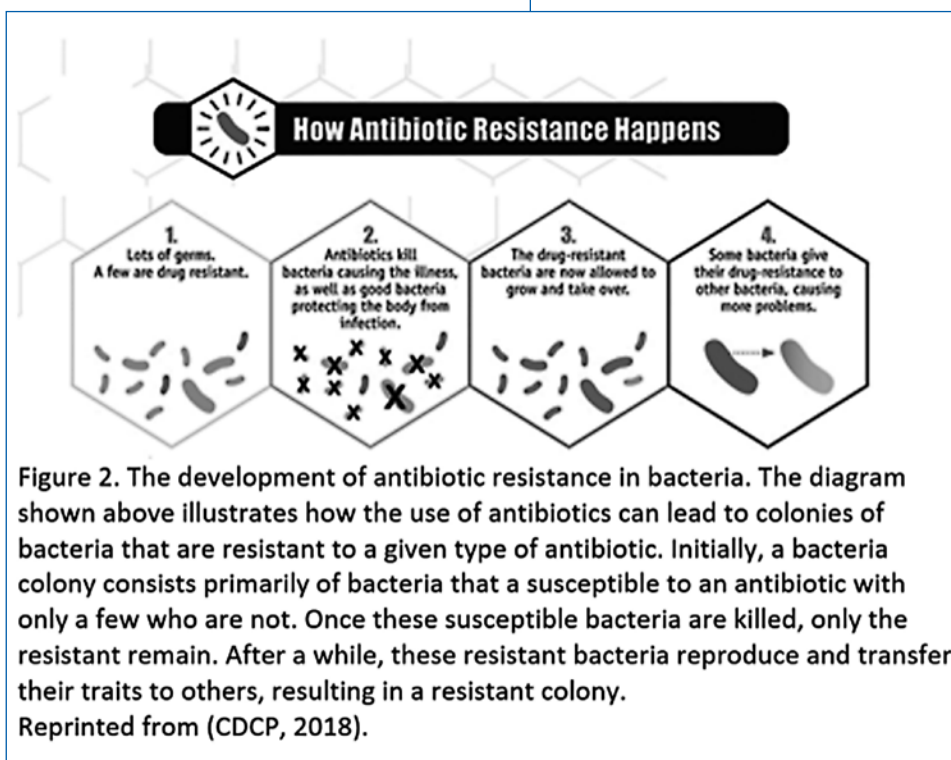 How Antibiotic Resistance Happens
1.
Lots of germs.
A few are drug resistant.
2.
Antibiotics kill
bacteria causing the illness,
as well as good bacteria
protecting the body from
infection.
3.
The drug-resistant
bacteria are now allowed to
grow and take over.
4.
Some bacteria give
their drug-resistance to
other bacteria, causing
more problems.
Figure 2. The development of antibiotic resistance in bacteria. The diagram
shown above illustrates how the use of antibiotics can lead to colonies of
bacteria that are resistant to a given type of antibiotic. Initially, a bacteria
colony consists primarily of bacteria that a susceptible to an antibiotic with
only a few who are not. Once these susceptible bacteria are killed, only the
resistant remain. After a while, these resistant bacteria reproduce and transfer
their traits to others, resulting in a resistant colony.
Reprinted from (CDCP, 2018).